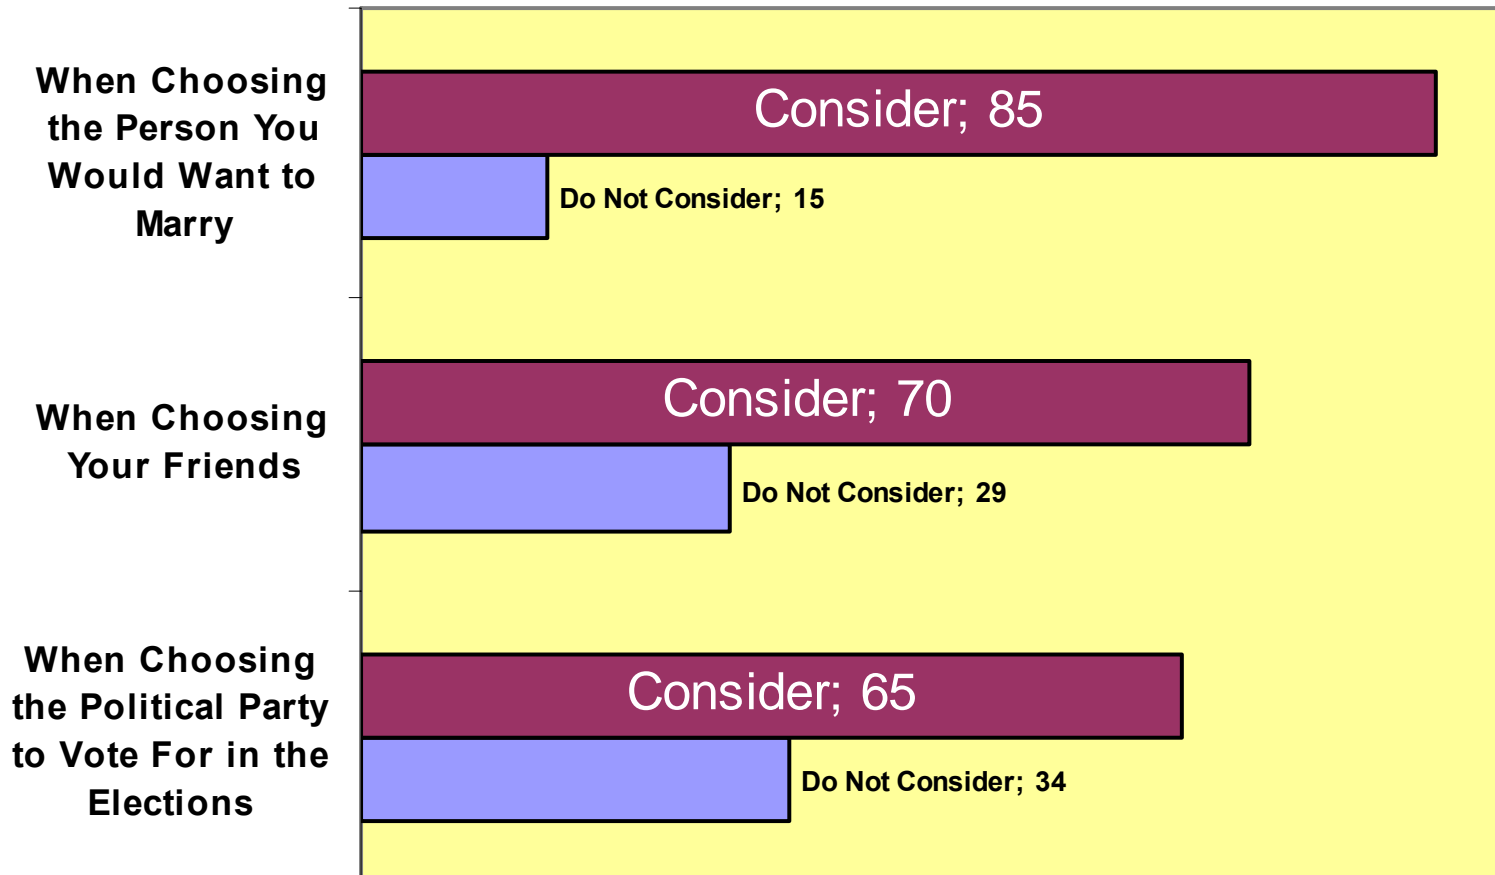 When Choosing
the Person You
Would Want to
Marry
Consider; 85
Do Not Consider; 15
When Choosing
Your Friends
Consider; 70
Do Not Consider; 29
When Choosing
the Political Party
to Vote For in the
Elections
Consider; 65
Do Not Consider; 34